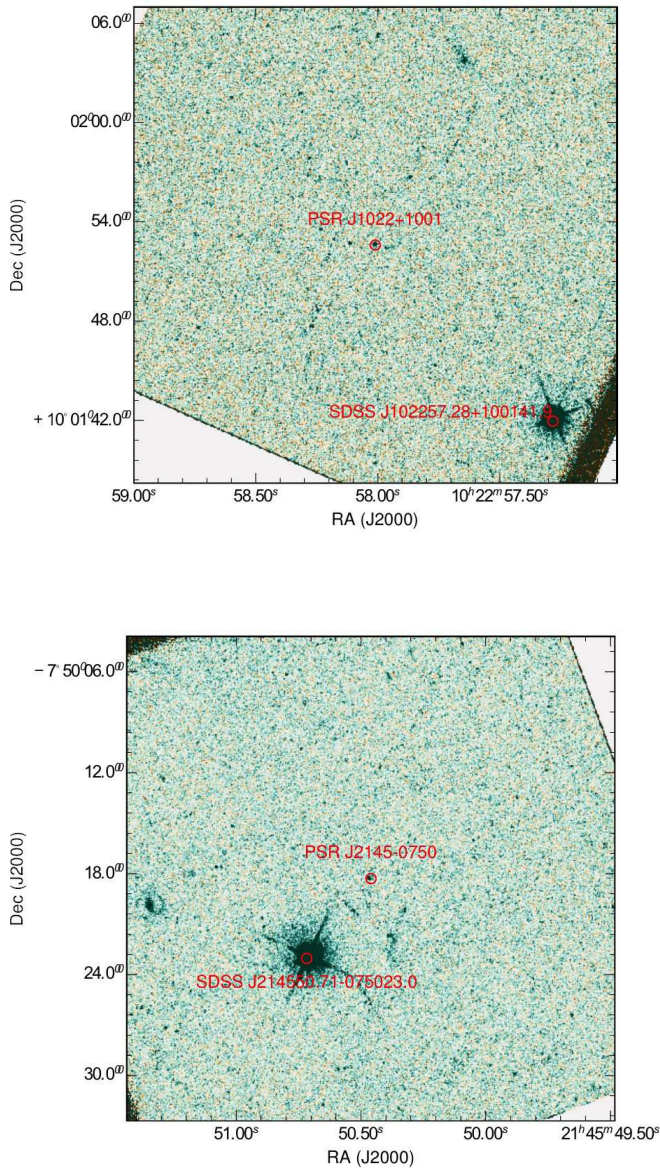 06.0″
02′00.0″
54.0″
48.0″
+ 10° 01′42.0″
Dec (J2000)
PSR J1022+1001
SDSS J102257.28+100141.9
59.00s
58.50s
58.00s
10h22m57.50s
RA (J2000)
− 7° 50′06.0″
12.0″
18.0″
24.0″
30.0″
Dec (J2000)
PSR J2145-0750
SDSS J214550.71-075023.0
51.00s
50.50s
50.00s
21h45m49.50s
RA (J2000)